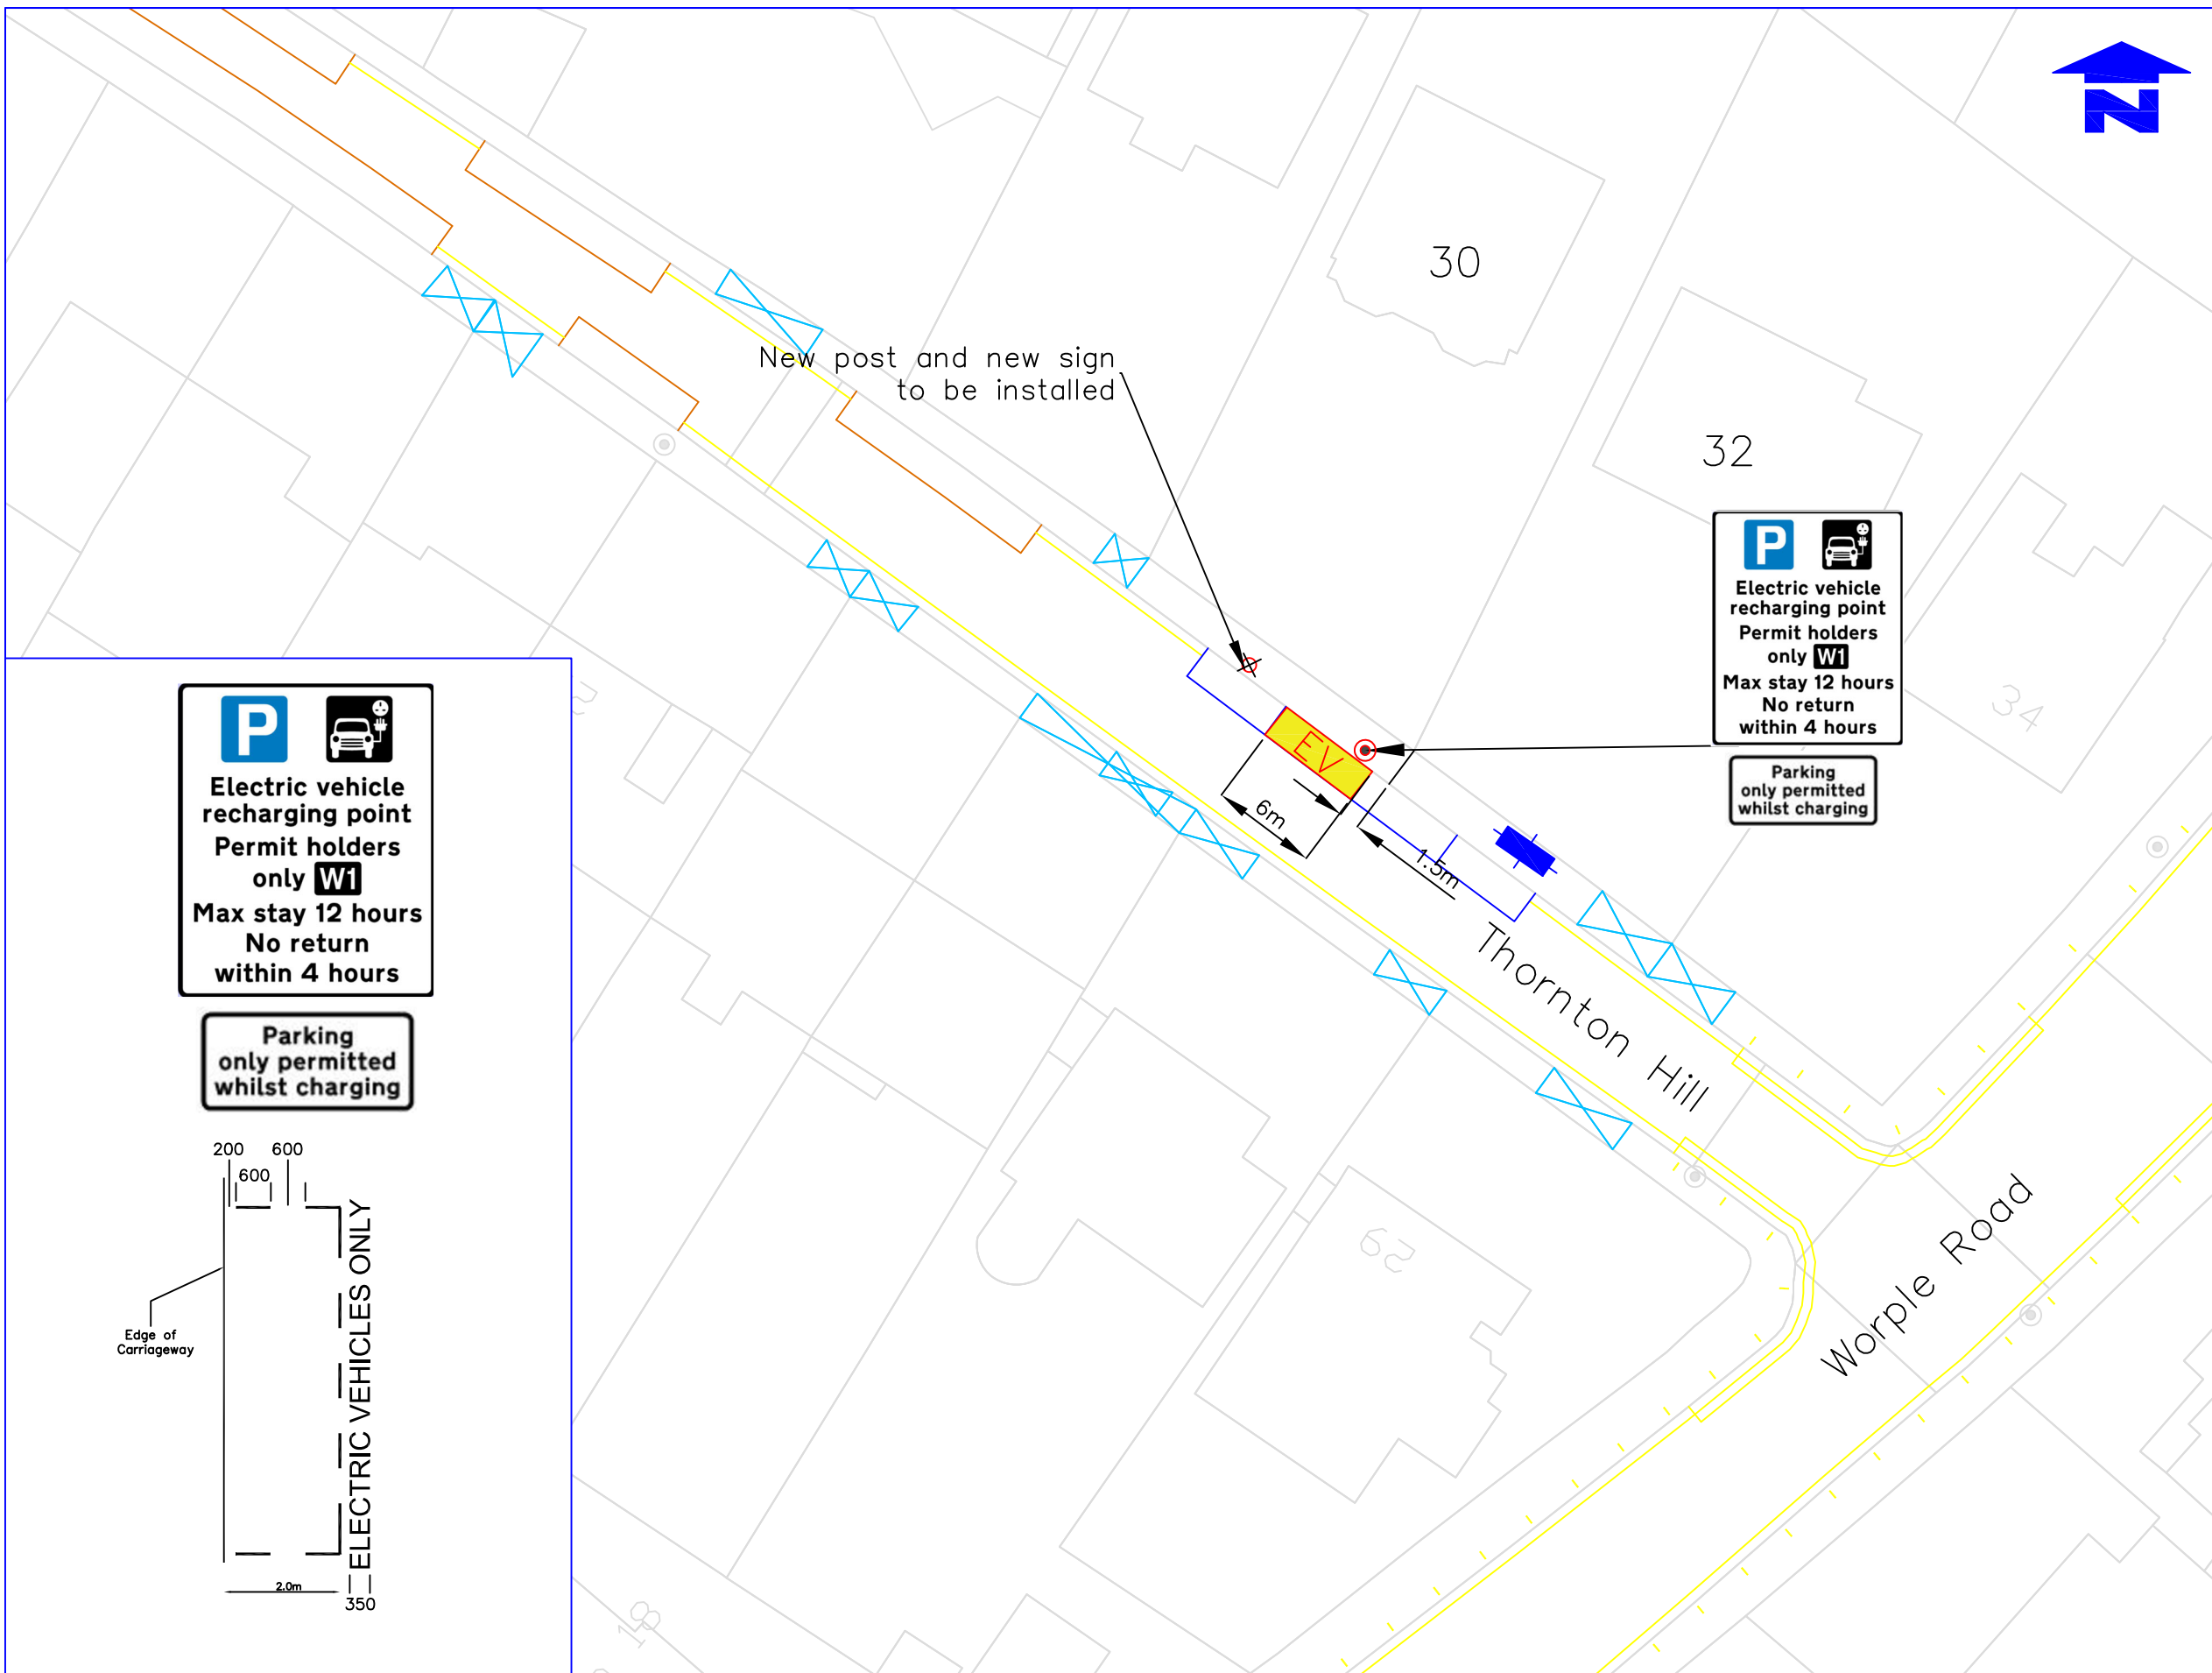 N
30
32
34
New post and new sign
to be installed
P
Electric vehicle
recharging point
Permit holders
only W1
Max stay 12 hours
No return
within 4 hours
Parking
only permitted
whilst charging
EV
6m
1.5m
Thornton Hill
Worple Road
P
Electric vehicle
recharging point
Permit holders
only W1
Max stay 12 hours
No return
within 4 hours
Parking
only permitted
whilst charging
200 600
600
ELECTRIC VEHICLES ONLY
Edge of
Carriageway
2.0m
350
18